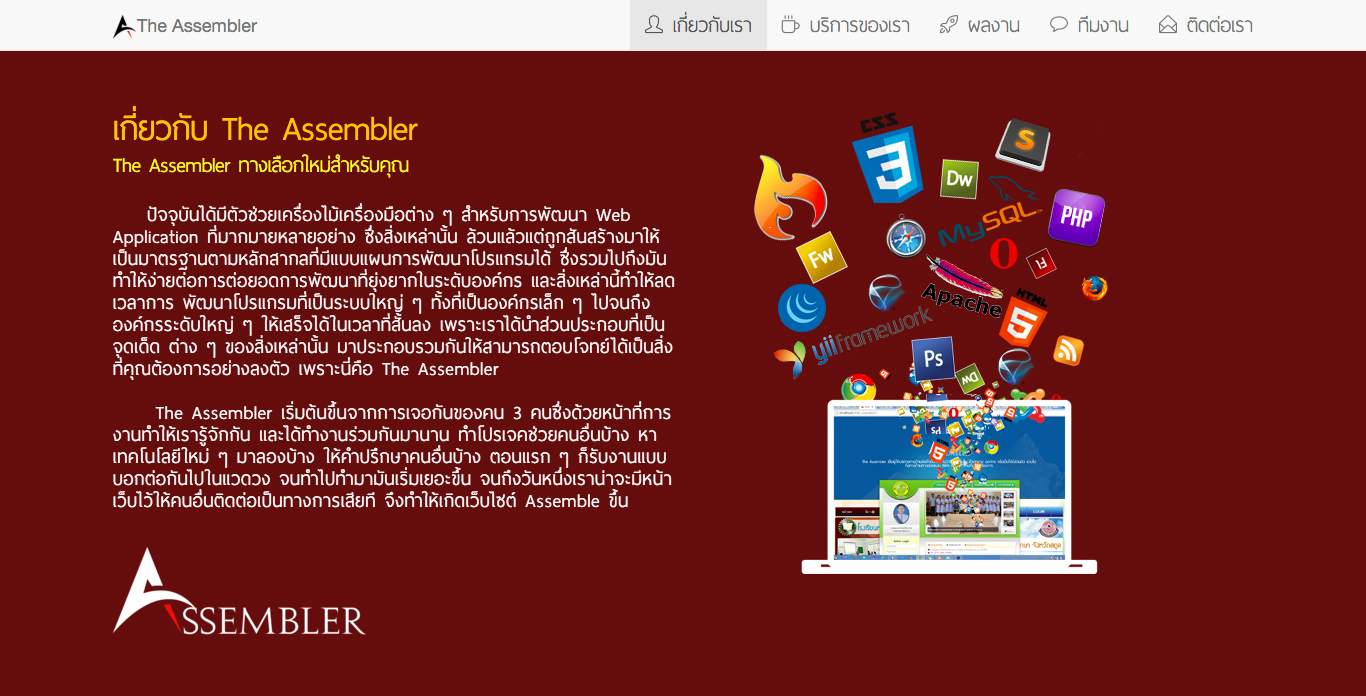 The Assembler
เกี่ยวกับเรา
บริการของเรา
ผลงาน
ทีมงาน
ติดต่อเรา
เกี่ยวกับ The Assembler
The Assembler ทางเลือกใหม่สำหรับคุณ
ปัจจุบันได้มีตัวช่วยเครื่องไม้เครื่องมือต่าง ๆ สำหรับการพัฒนา Web
Application ที่มากมายหลายอย่าง ซึ่งสิ่งเหล่านั้น ล้วนแล้วแต่ถูกสันสร้างมาให้
เป็นมาตรฐานตามหลักสากลที่มีแบบแผนการพัฒนาโปรแกรมได้ ซึ่งรวมไปถึงมัน
ทำให้ง่ายต่อการต่อยอดการพัฒนาที่ยุ่งยากในระดับองค์กร และสิ่งเหล่านี้ทำให้ลด
เวลาการ พัฒนาโปรแกรมที่เป็นระบบใหญ่ ๆ ทั้งที่เป็นองค์กรเล็ก ๆ ไปจนถึง
องค์กรระดับใหญ่ ๆ ให้เสร็จได้ในเวลาที่สั้นลง เพราะเราได้นำส่วนประกอบที่เป็น
จุดเด็ด ต่าง ๆ ของสิ่งเหล่านั้น มาประกอบรวมกันให้สามารถตอบโจทย์ได้เป็นสิ่ง
ที่คุณต้องการอย่างลงตัว เพราะนี่คือ The Assembler
The Assembler เริ่มต้นขึ้นจากการเจอกันของคน 3 คนซึ่งด้วยหน้าที่การ
งานทำให้เรารู้จักกัน และได้ทำงานร่วมกันมานาน ทำโปรเจคช่วยคนอื่นบ้าง หา
เทคโนโลยีใหม่ ๆ มาลองบ้าง ให้คำปรึกษาคนอื่นบ้าง ตอนแรก ๆ ก็รับงานแบบ
บอกต่อกันไปในแวดวง จนทำไปทำมามันเริ่มเยอะขึ้น จนถึงวันหนึ่งเราน่าจะมีหน้า
เว็บไว้ให้คนอื่นติดต่อเป็นทางการเสียที จึงทำให้เกิดเว็บไซต์ Assemble ขึ้น
ASSEMBLER
CSS
3
S
Dw
MySQL™
PHP
Fw
Fl
Apache
HTML
5
yiiframework
Ps
Dw
Ps
HTML
5